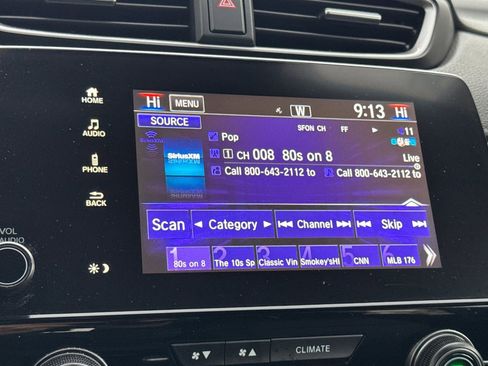 Hi MENU W 9:13 Hi
HOME
SOURCE
SFON CH FF
AUDIO
Pop 11
SiriusXM
SiriusXM 1 CH 008 80s on 8 Live
PHONE
Call 800-643-2112 to Call 800-643-2112 to
BACK
VOL
AUDIO
Scan Category Channel Skip
1 2 3 4 5 6
80s on 8 The 10s Sp Classic Vin Smokey'sH CNN MLB 176
CLIMATE